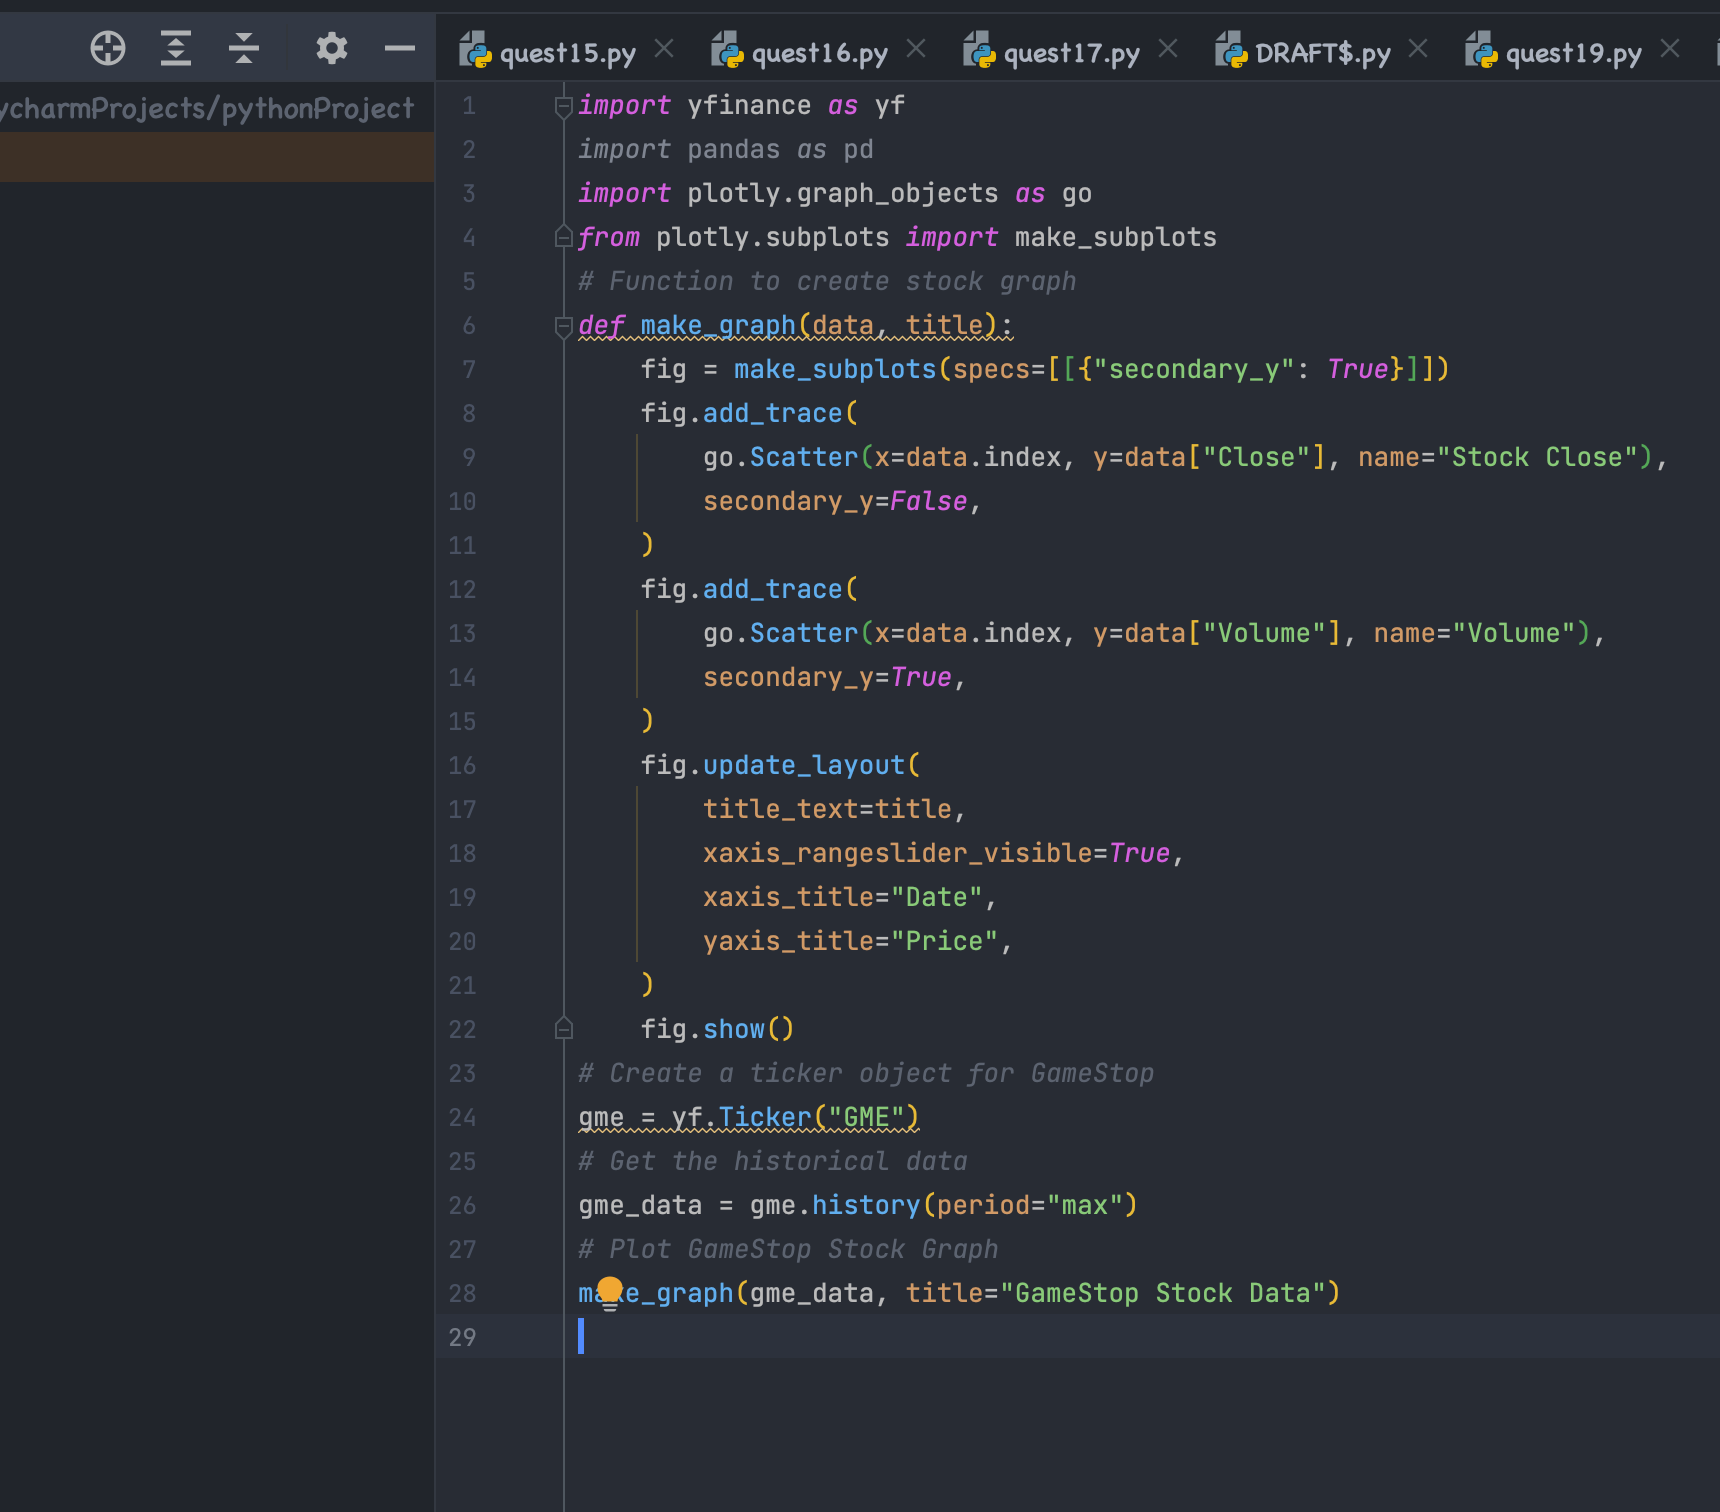 quest15.py quest16.py quest17.py DRAFT$.py quest19.py
ycharmProjects/pythonProject
1 import yfinance as yf
2 import pandas as pd
3 import plotly.graph_objects as go
4 from plotly.subplots import make_subplots
5 # Function to create stock graph
6 def make_graph(data, title):
7     fig = make_subplots(specs=[[{"secondary_y": True}]])
8     fig.add_trace(
9         go.Scatter(x=data.index, y=data["Close"], name="Stock Close"),
10         secondary_y=False,
11     )
12     fig.add_trace(
13         go.Scatter(x=data.index, y=data["Volume"], name="Volume"),
14         secondary_y=True,
15     )
16     fig.update_layout(
17         title_text=title,
18         xaxis_rangeslider_visible=True,
19         xaxis_title="Date",
20         yaxis_title="Price",
21     )
22     fig.show()
23 # Create a ticker object for GameStop
24 gme = yf.Ticker("GME")
25 # Get the historical data
26 gme_data = gme.history(period="max")
27 # Plot GameStop Stock Graph
28 make_graph(gme_data, title="GameStop Stock Data")
29